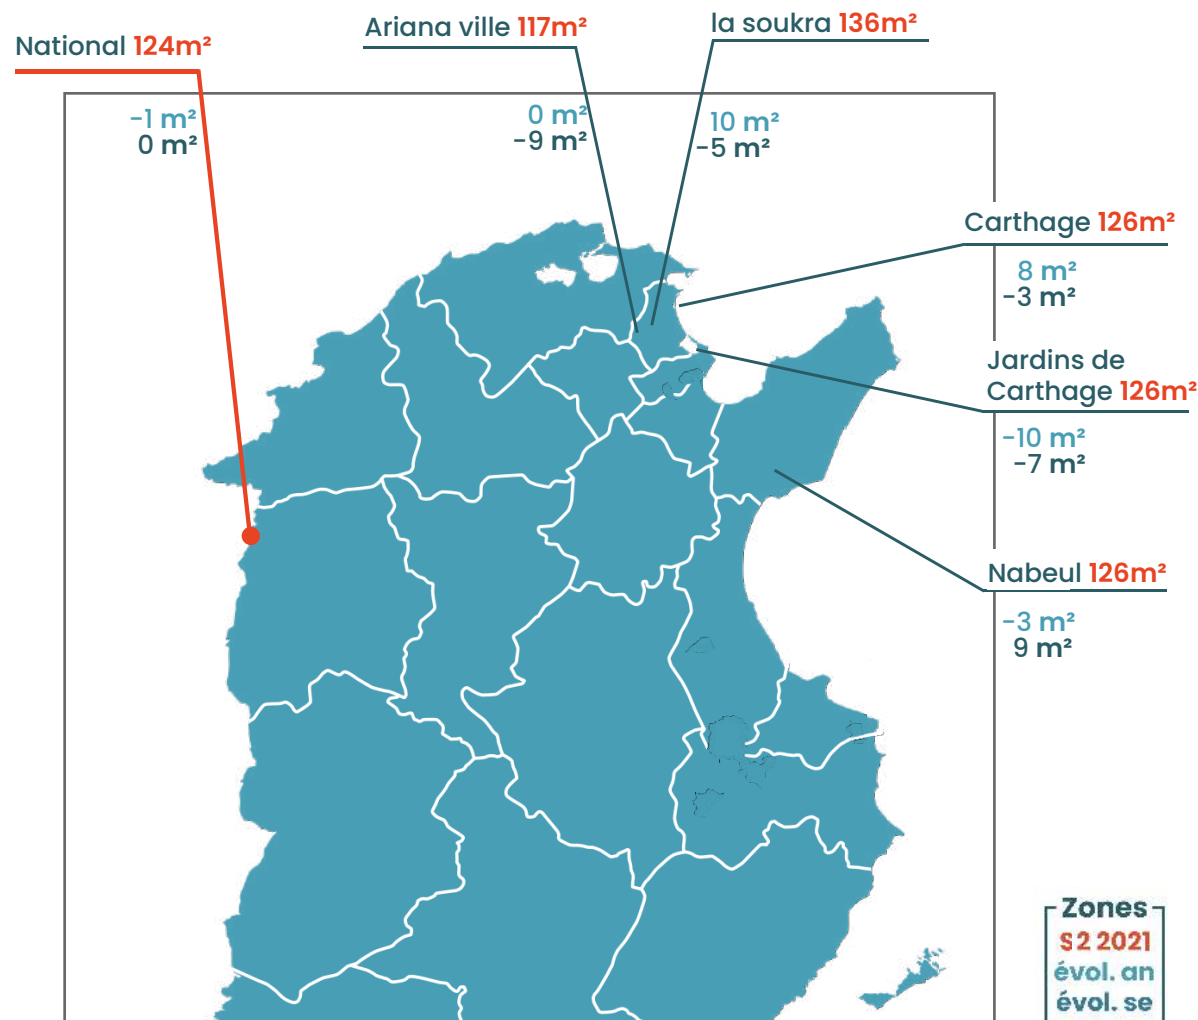 National 124m²
-1 m²
0 m²
Ariana ville 117m²
0 m²
-9 m²
la soukra 136m²
10 m²
-5 m²
Carthage 126m²
8 m²
-3 m²
Jardins de
Carthage 126m²
-10 m²
-7 m²
Nabeul 126m²
-3 m²
9 m²
Zones
S2 2021
évol. an
évol. se